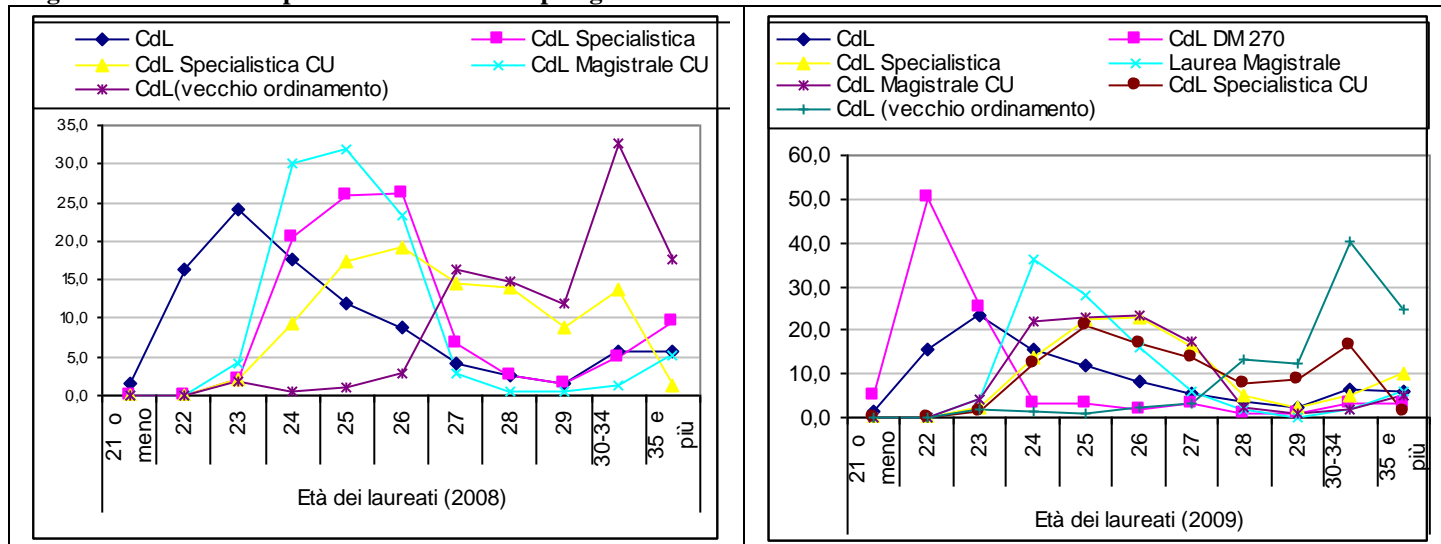 CdL CdL Specialistica
CdL Specialistica CU CdL Magistrale CU
CdL(vecchio ordinamento)
35,0
30,0
25,0
20,0
15,0
10,0
5,0
0,0
21 o meno
22
23
24
25
26
27
28
29
30-34
35 e più
Età dei laureati (2008)
CdL CdL DM 270
CdL Specialistica Laurea Magistrale
CdL Magistrale CU CdL Specialistica CU
CdL (vecchio ordinamento)
60,0
50,0
40,0
30,0
20,0
10,0
0,0
21 o meno
22
23
24
25
26
27
28
29
30-34
35 e più
Età dei laureati (2009)